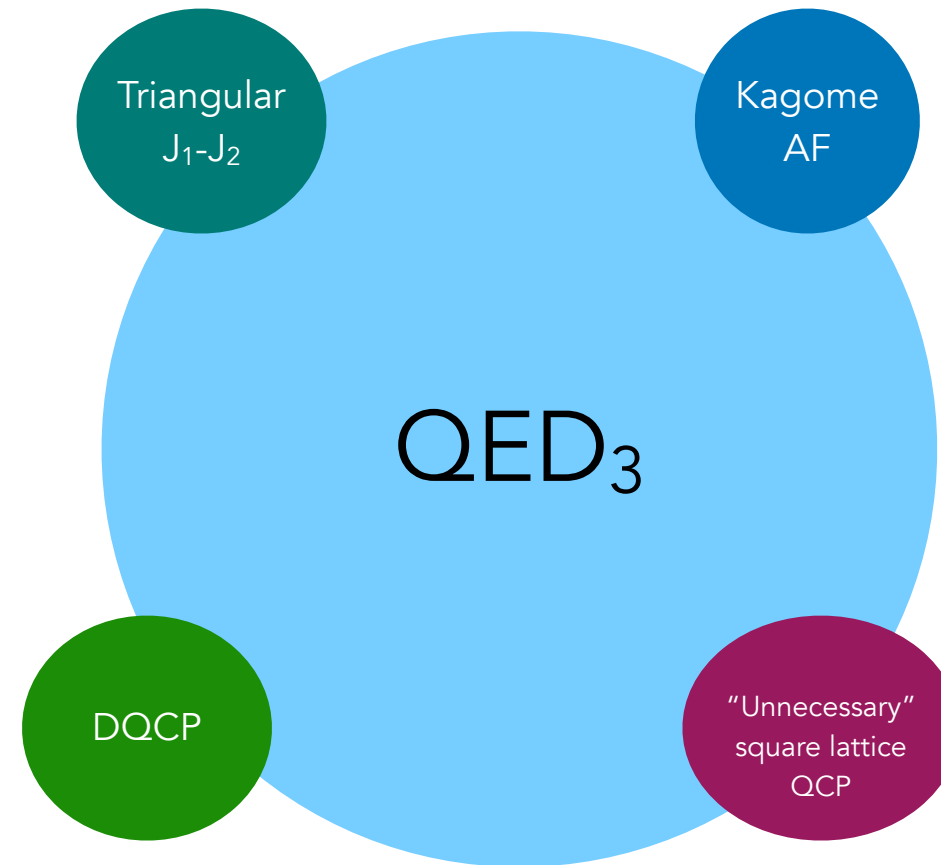 Triangular
J₁-J₂
Kagome
AF
QED₃
DQCP
“Unnecessary”
square lattice
QCP